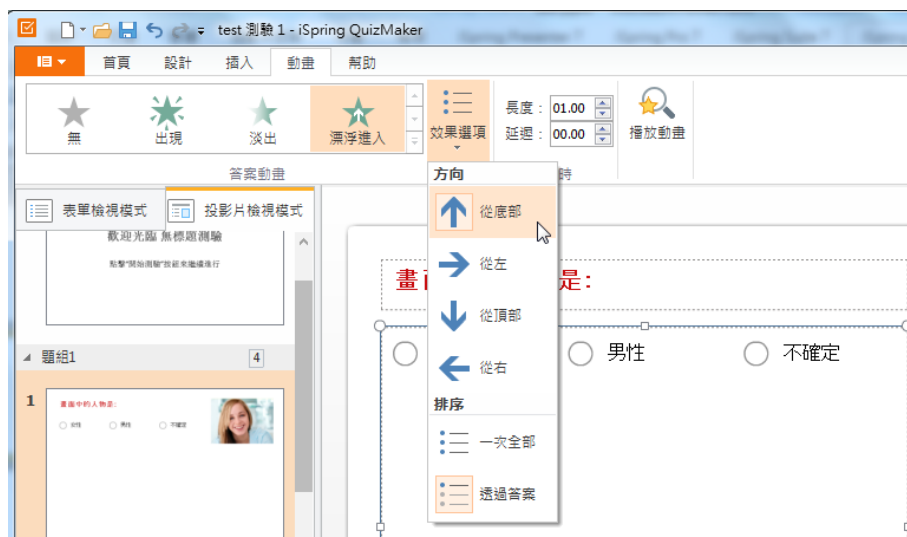 test 測驗 1 - iSpring QuizMaker
首頁 設計 插入 動畫 幫助
無 出現 淡出 漂浮進入 效果選項 長度： 01.00 延遲： 00.00 播放動畫
答案動畫 時
方向
從底部
從左
從頂部
從右
排序
一次全部
透過答案
表單檢視模式 投影片檢視模式
歡迎光臨 無標題測驗
點擊"開始測驗"按鈕來繼續進行
題組1 4
1
畫面中的人物是:
女性 男性 不確定
畫 是:
男性 不確定